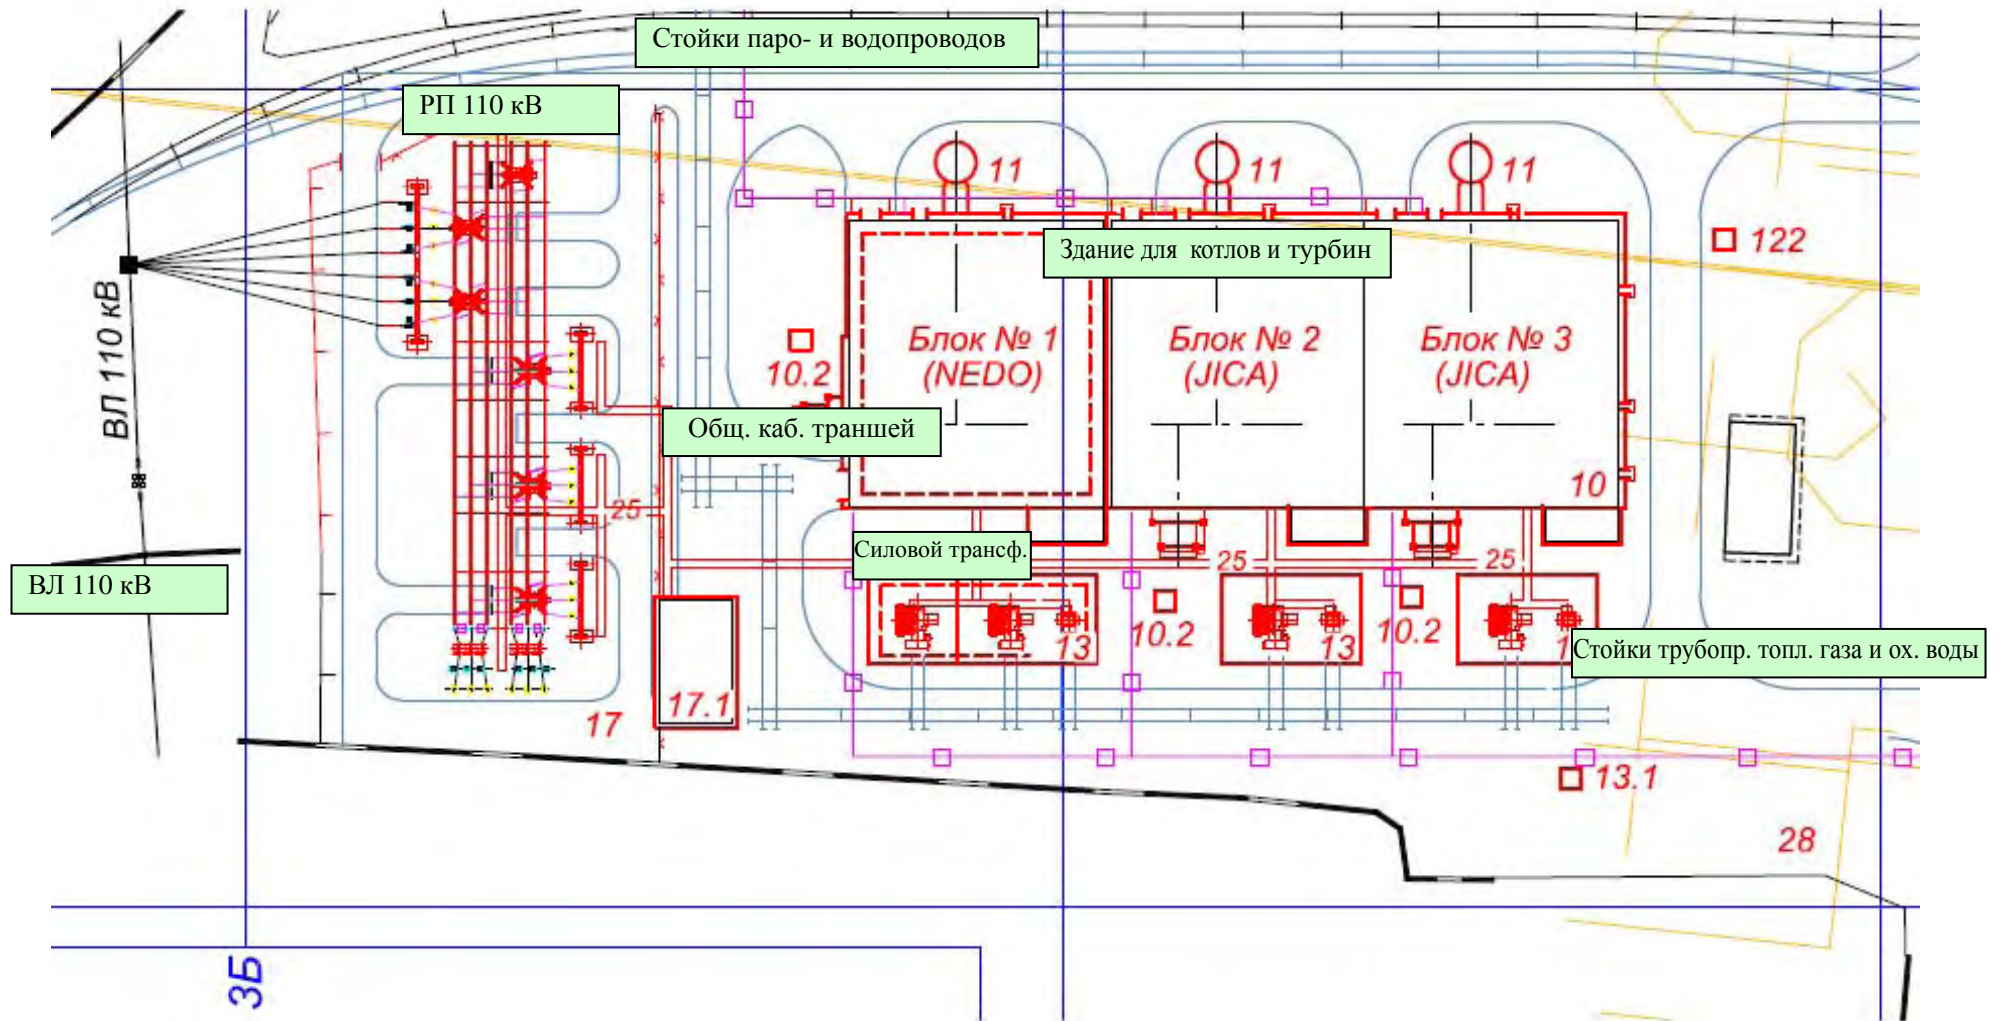 Стойки паро- и водопроводов
РП 110 кВ
11
11
11
122
Здание для котлов и турбин
ВЛ 110 кВ
10.2
Блок № 1
(NEDO)
Блок № 2
(JICA)
Блок № 3
(JICA)
Общ. каб. траншей
10
25
Силовой трансф.
25
25
ВЛ 110 кВ
13
10.2
13
10.2
1
Стойки трубопр. топл. газа и ох. воды
17
17.1
13.1
28
3Б